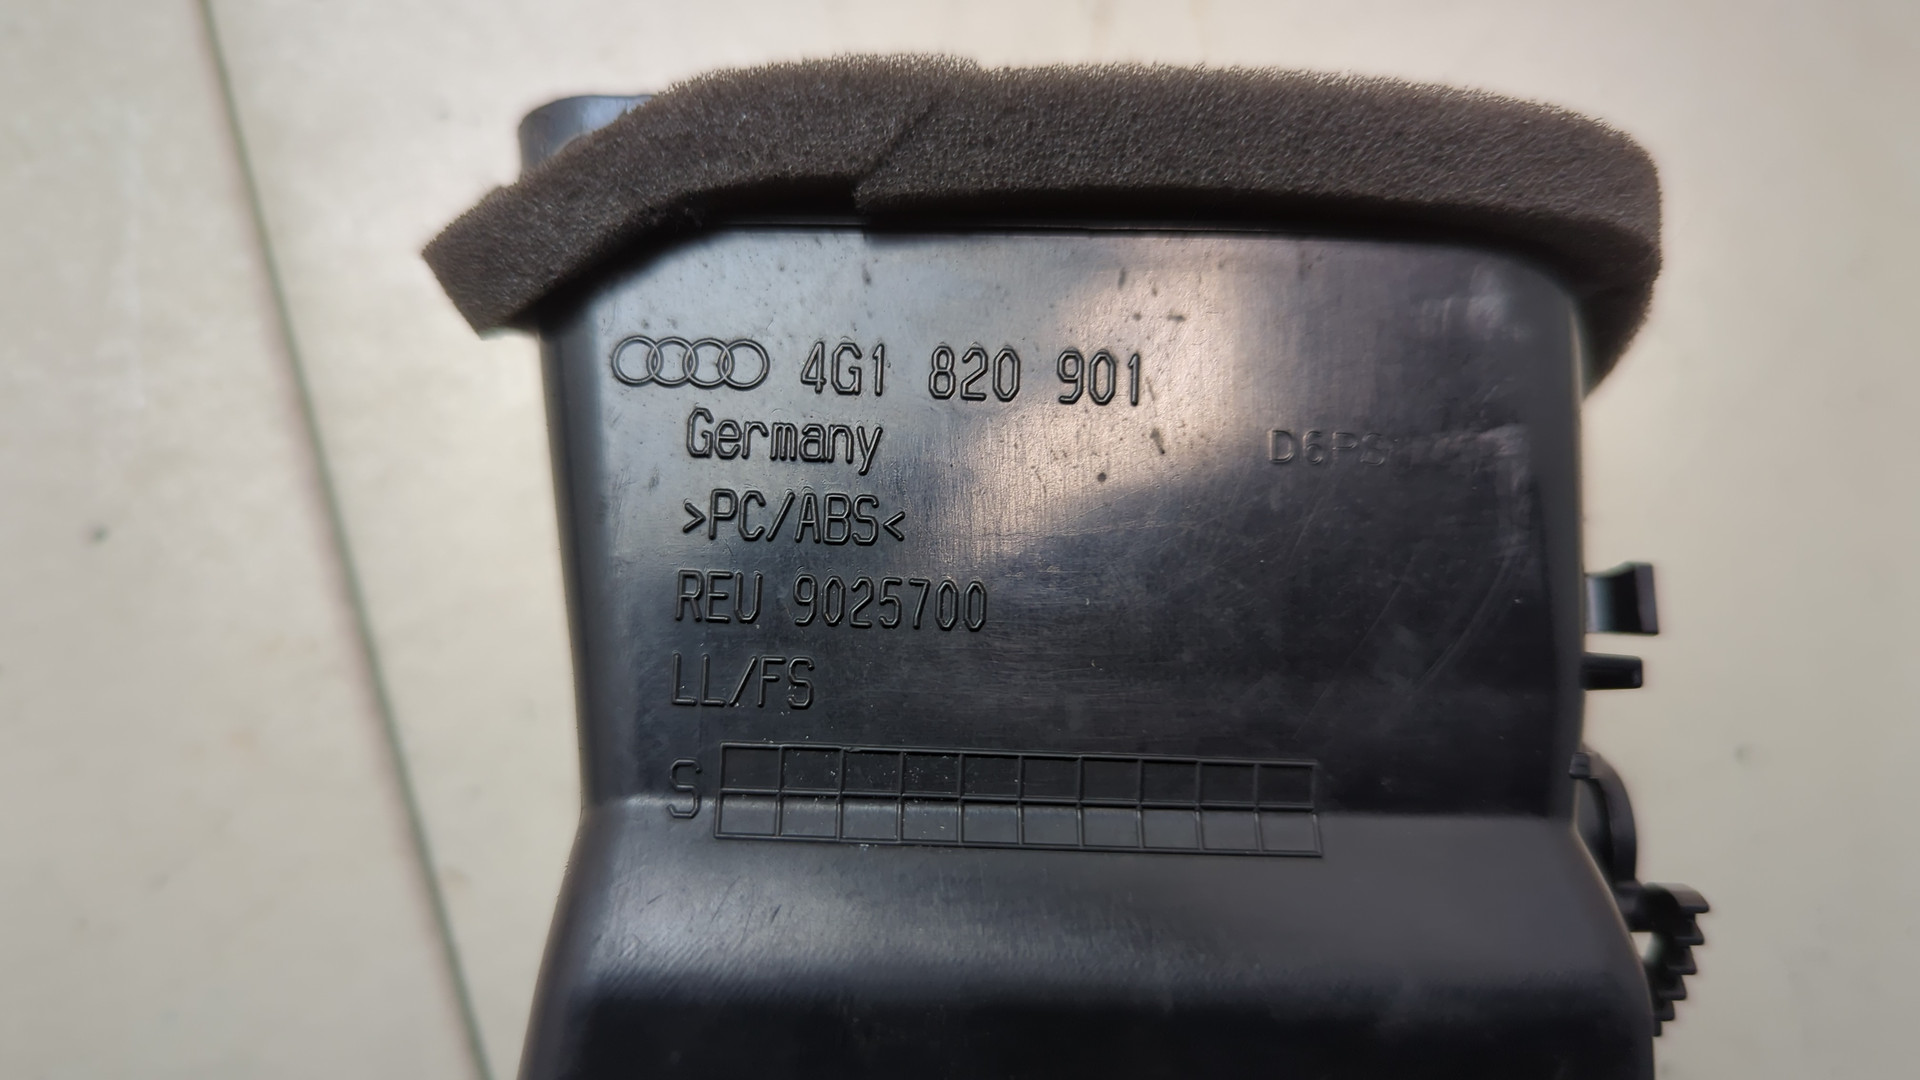 4G1 820 901
Germany
>PC/ABS<
REU 9025700
LL/FS
S